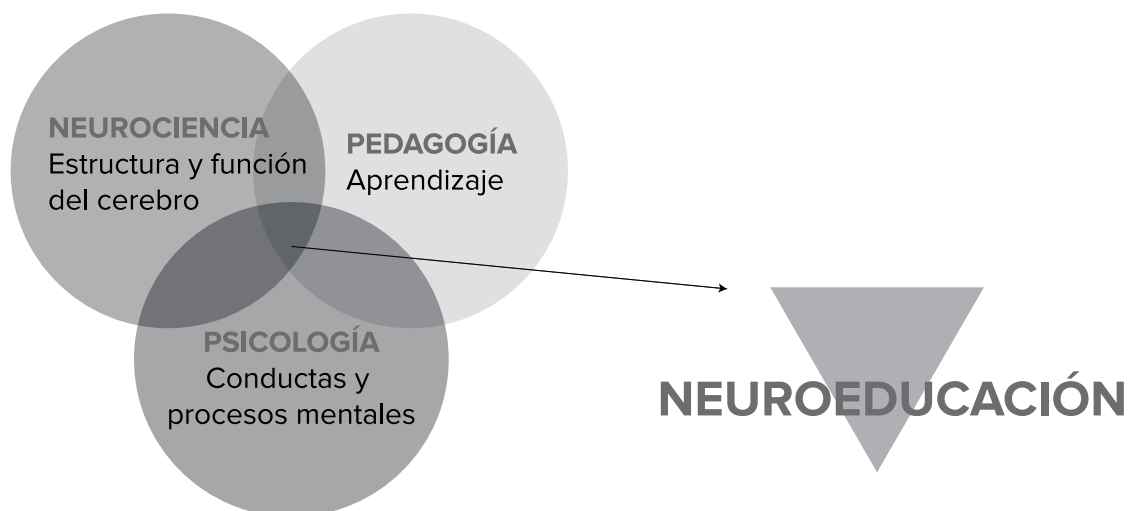 NEUROCIENCIA
Estructura y función
del cerebro
PEDAGOGÍA
Aprendizaje
PSICOLOGÍA
Conductas y
procesos mentales
NEUROEDUCACIÓN